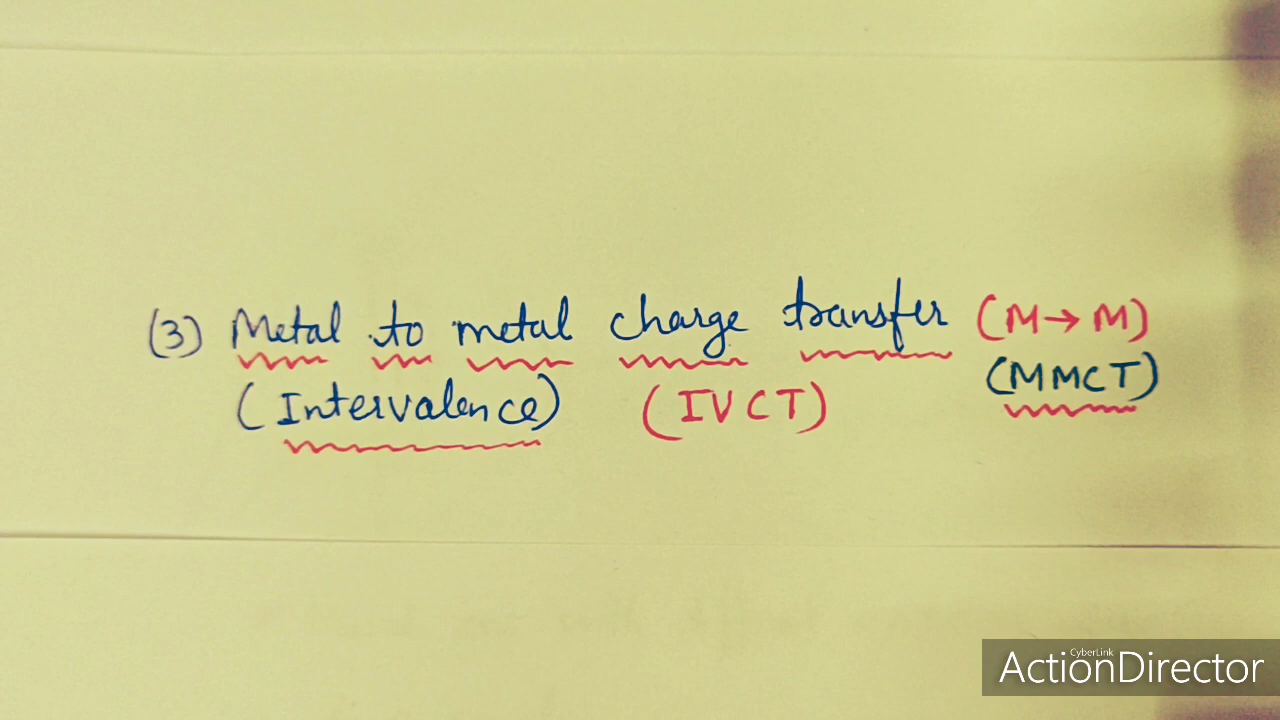 (3) Metal to metal charge transfer (M→M)
(MMCT)
(Intervalence) (IVCT)
CyberLink
ActionDirector